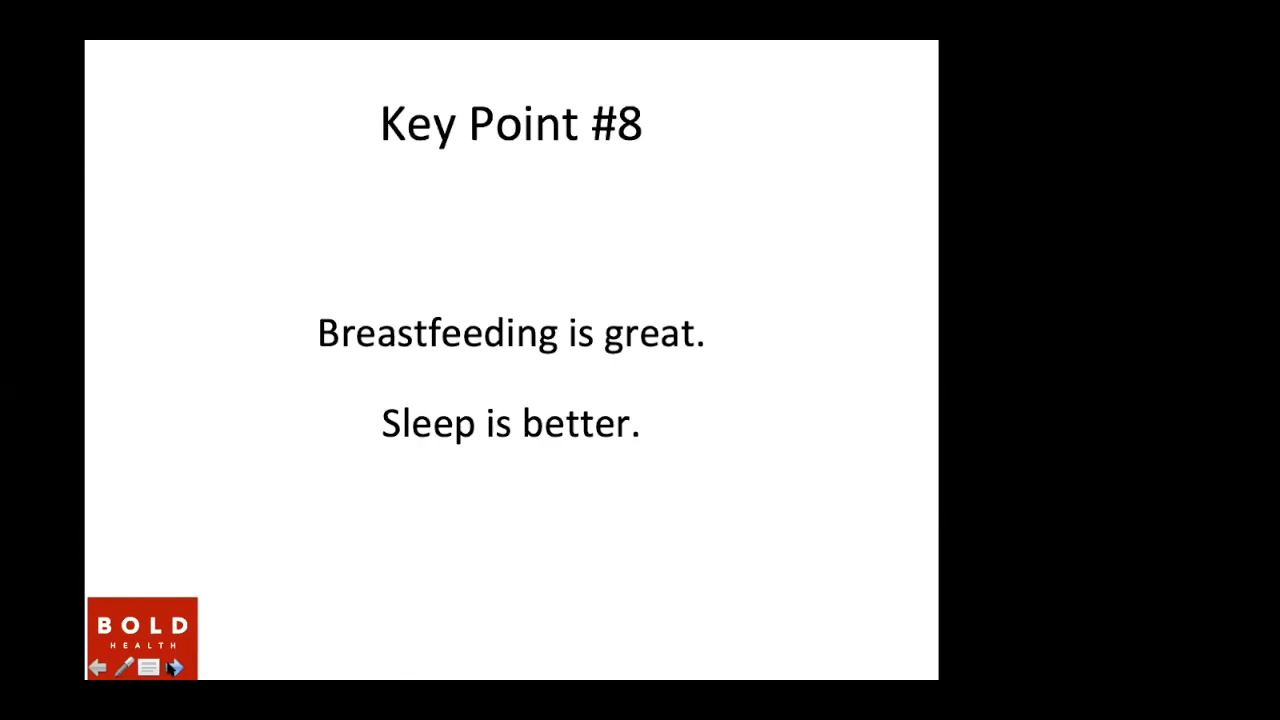 Key Point #8
Breastfeeding is great.
Sleep is better.
BOLD
HEALTH